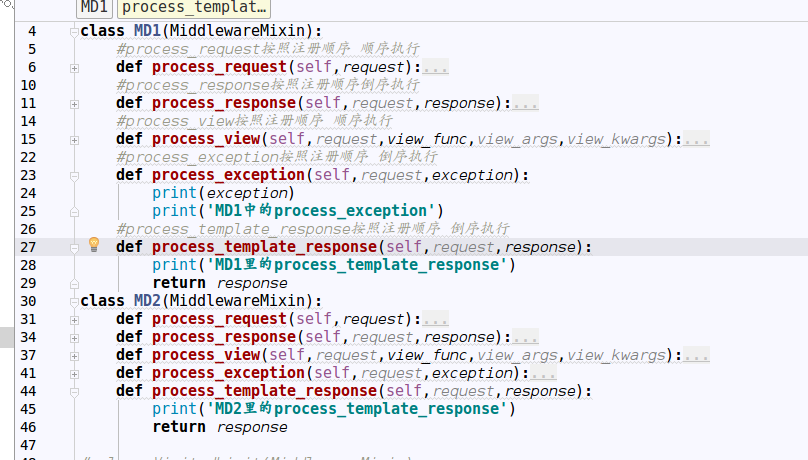 MD1 process_templat…
4 class MD1(MiddlewareMixin):
5 #process_request按照注册顺序 顺序执行
6 def process_request(self,request):...
10 #process_response按照注册顺序倒序执行
11 def process_response(self,request,response):...
14 #process_view按照注册顺序 顺序执行
15 def process_view(self,request,view_func,view_args,view_kwargs):...
22 #process_exception按照注册顺序 倒序执行
23 def process_exception(self,request,exception):
24 print(exception)
25 print('MD1中的process_exception')
26 #process_template_response按照注册顺序 倒序执行
27 def process_template_response(self,request,response):
28 print('MD1里的process_template_response')
29 return response
30 class MD2(MiddlewareMixin):
31 def process_request(self,request):...
34 def process_response(self,request,response):...
37 def process_view(self,request,view_func,view_args,view_kwargs):...
41 def process_exception(self,request,exception):...
44 def process_template_response(self,request,response):
45 print('MD2里的process_template_response')
46 return response
47
48